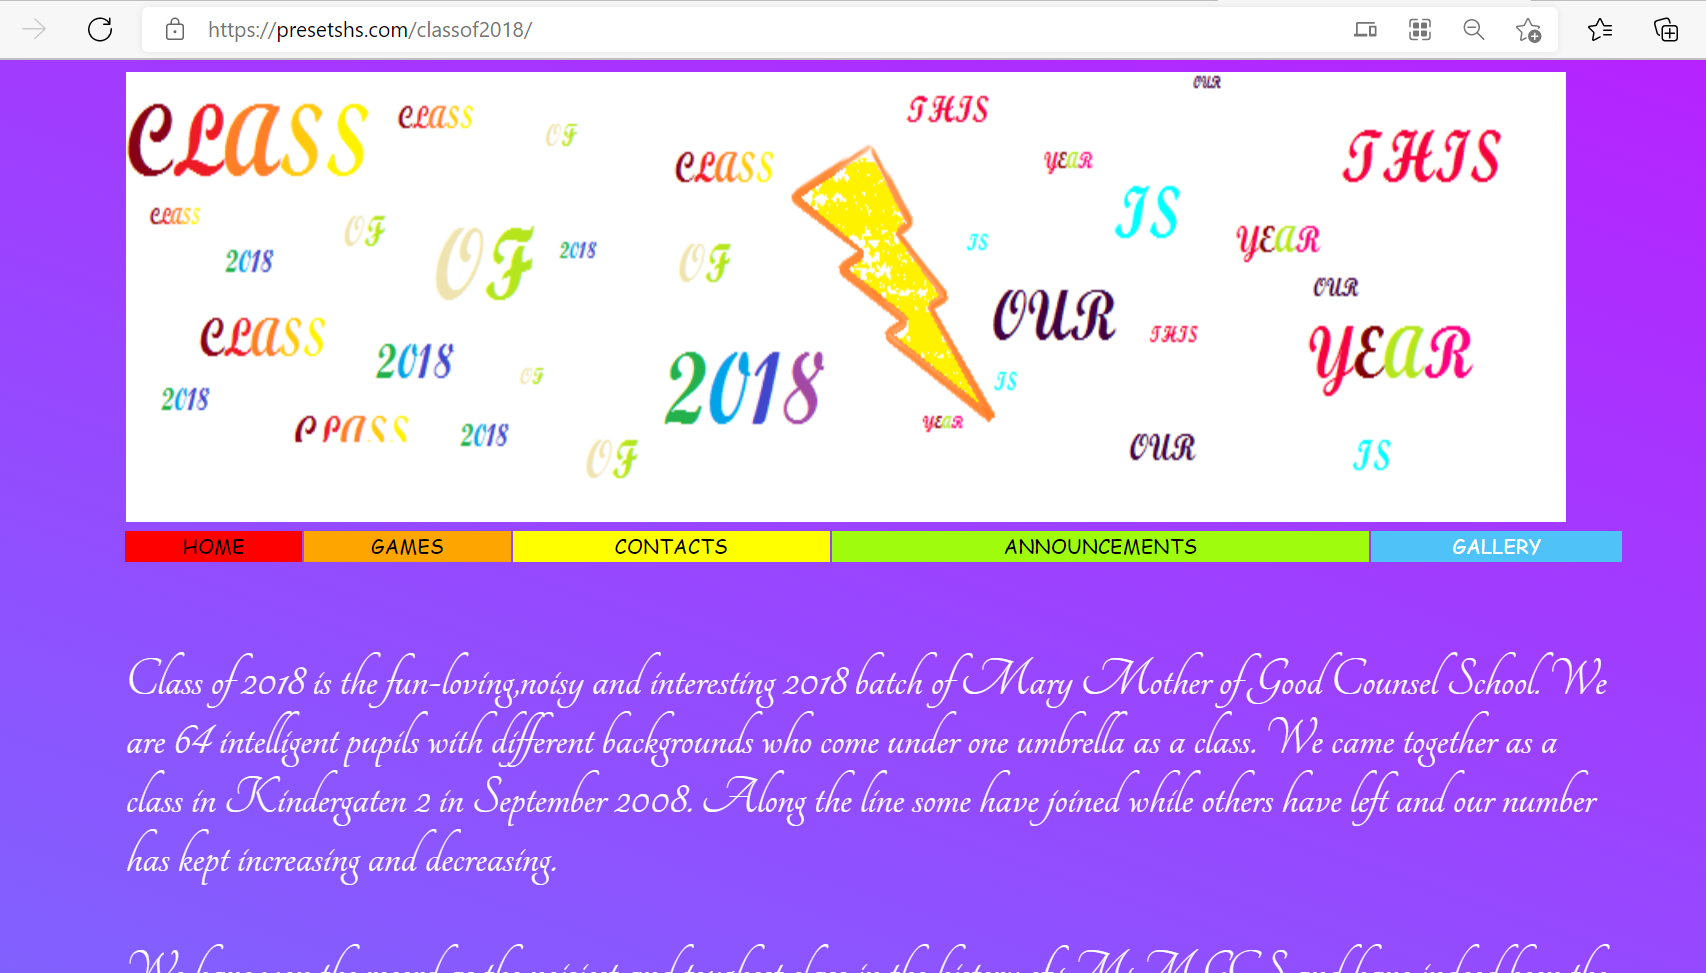 https://presetshs.com/classof2018/
OUR
CLASS CLASS THIS
OF THIS
CLASS YEAR
CLASS OF IS
2018 OF 2018 OF IS YEAR
OUR OUR
CLASS 2018 THIS YEAR
2018 OF 2018 IS
CLASS 2018 YEAR
OF OUR IS
HOME GAMES CONTACTS ANNOUNCEMENTS GALLERY
Class of 2018 is the fun-loving,noisy and interesting 2018 batch of Mary Mother of Good Counsel School. We
are 64 intelligent pupils with different backgrounds who come under one umbrella as a class. We came together as a
class in Kindergaten 2 in September 2008. Along the line some have joined while others have left and our number
has kept increasing and decreasing.